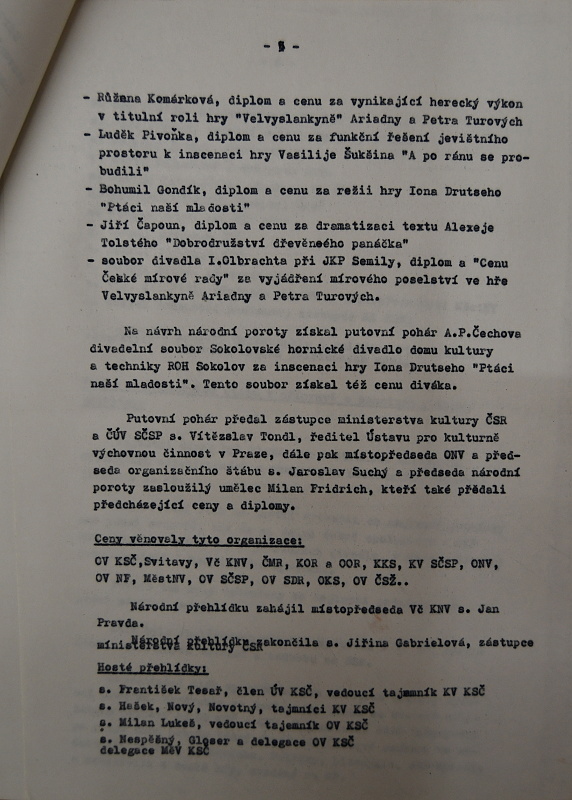 - 9 -
- Růžena Komárková, diplom a cenu za vynikající herecký výkon
v titulní roli hry "Velvyslankyně" Ariadny a Petra Turových
- Luděk Pivoňka, diplom a cenu za funkční řešení jevištního
prostoru k inscenaci hry Vasilije Šukšina "A po ránu se pro-
budili"
- Bohumil Gondík, diplom a cenu za režii hry Iona Drutseho
"Ptáci naší mladosti"
- Jiří Čapoun, diplom a cenu za dramatizaci textu Alexeje
Tolstého "Dobrodružství dřevěného panáčka"
- soubor divadla I.Olbrachta při JKP Semily, diplom a "Cenu
České mírové rady" za vyjádření mírového poselství ve hře
Velvyslankyně Ariadny a Petra Turových.
Na návrh národní poroty získal putovní pohár A.P.Čechova
divadelní soubor Sokolovské hornické divadlo domu kultury
a techniky ROH Sokolov za inscenaci hry Iona Drutseho "Ptáci
naší mladosti". Tento soubor získal též cenu diváka.
Putovní pohár předal zástupce ministerstva kultury ČSR
a ČÚV SČSP s. Vítězslav Tondl, ředitel Ústavu pro kulturně
výchovnou činnost v Praze, dále pak místopředseda ONV a před-
seda organizačního štábu s. Jaroslav Suchý a předseda národní
poroty zasloužilý umělec Milan Fridrich, kteří také předali
předcházející ceny a diplomy.
Ceny věnovaly tyto organizace:
OV KSČ,Svitavy, Vč KNV, ČMR, KOR a OOR, KKS, KV SČSP, ONV,
OV NF, MěstNV, OV SČSP, OV SDR, OKS, OV ČSŽ..
Národní přehlídku zahájil místopředseda Vč KNV s. Jan
Pravda.
Národní přehlídku zakončila s. Jiřina Gabrielová, zástupce
ministerstva kultury ČSR
Hosté přehlídky:
s. František Tesař, člen ÚV KSČ, vedoucí tajemník KV KSČ
s. Hašek, Nový, Novotný, tajmníci KV KSČ
s. Milan Lukeš, vedoucí tajemník OV KSČ
s. Nespěšný, Gloser a delegace OV KSČ
delegace MěV KSČ